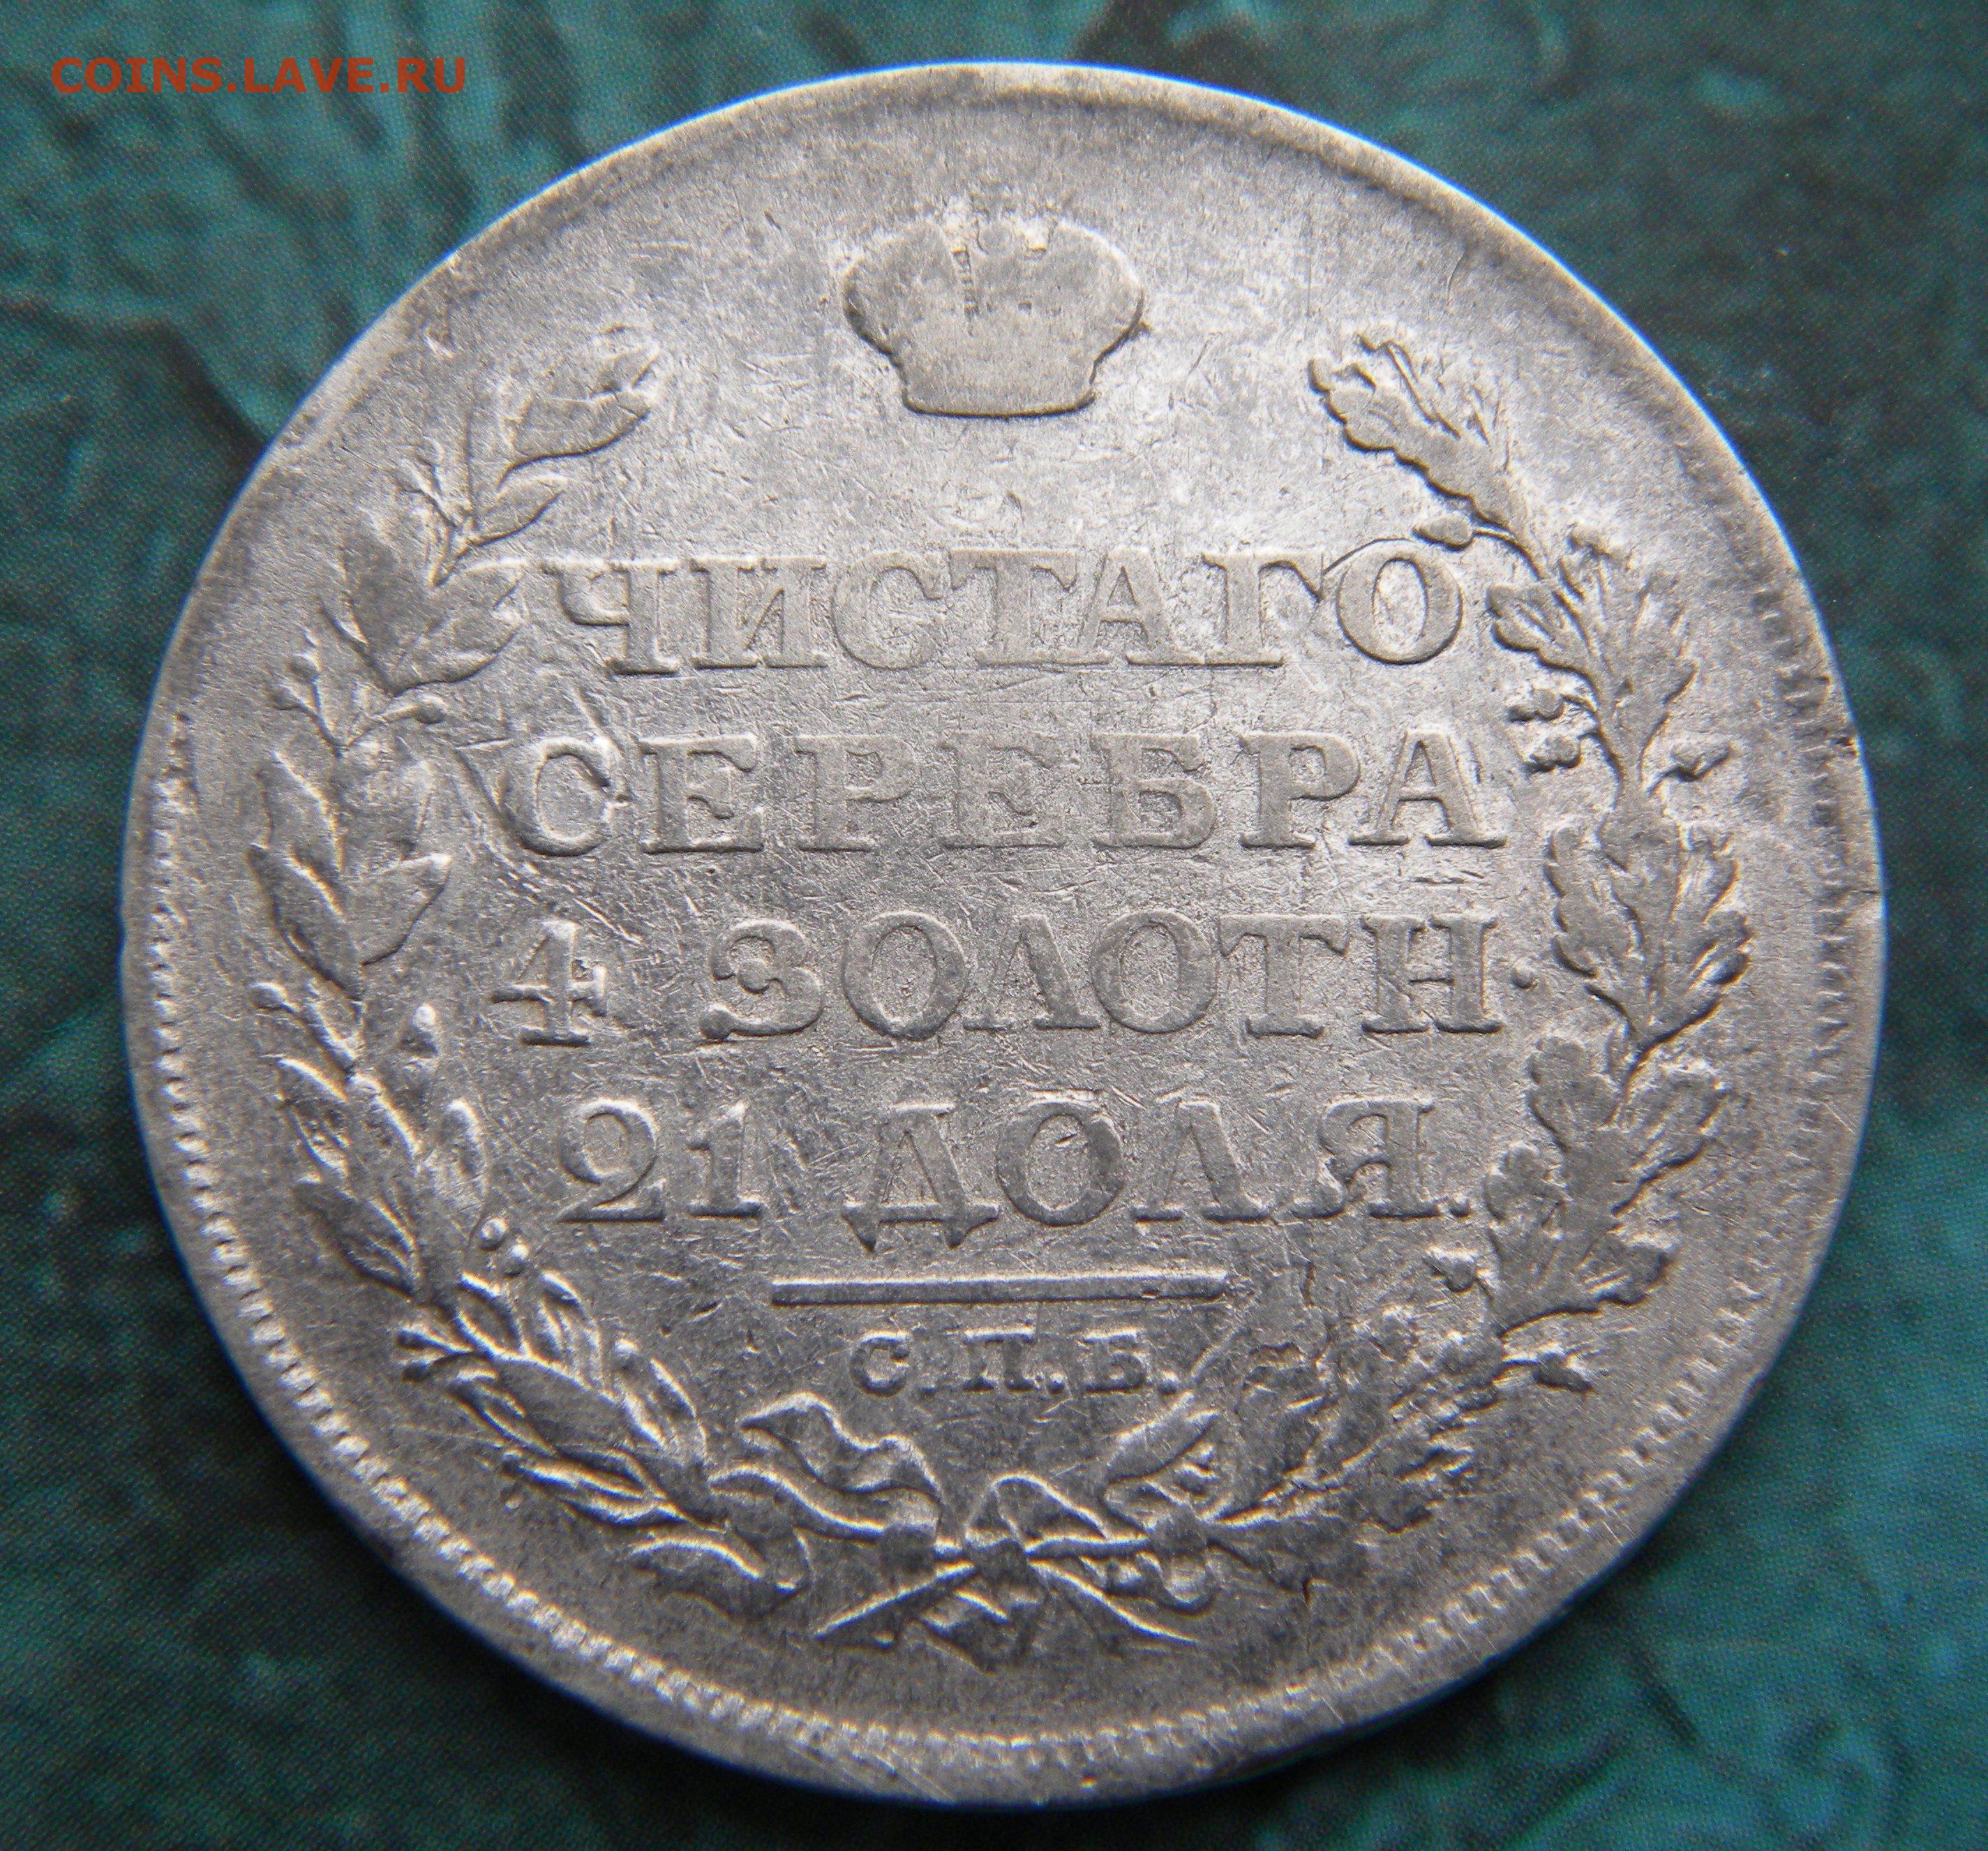 COINS.LAVE.RU
ЧИСТАГО
СЕРЕБРА
4 ЗОЛОТН.
21 ДОЛЯ.
С.П.Б.